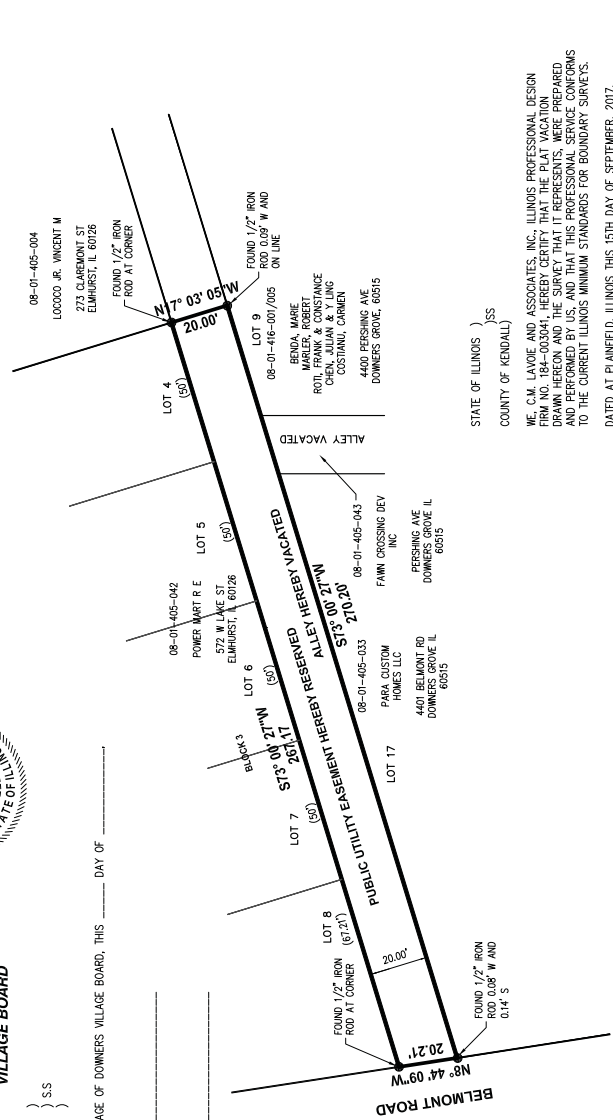 VILLAGE BOARD
) S.S
)
AGE OF DOWNERS VILLAGE BOARD, THIS _____ DAY OF __________,
STATE OF ILLIN
08-01-405-004
LOCOCO JR. VINCENT M
273 CLAREMONT ST
ELMHURST, IL 60126
FOUND 1/2" IRON
ROD AT CORNER
N17° 03' 05"W
20.00'
FOUND 1/2" IRON
ROD 0.09' W AND
ON LINE
LOT 9
08-01-416-001/005
BENDA, MARIE
MARLER, ROBERT
ROTI, FRANK & CONSTANCE
CHEN, JULIAN & Y LING
COSTIANU, CARMEN
4400 PERSHING AVE
DOWNERS GROVE, 60515
LOT 4
(50')
LOT 5
(50')
08-01-405-042
POWER MART R E
572 W LAKE ST
ELMHURST, IL 60126
LOT 6
(50')
BLOCK 3
S73° 00' 27"W
267.17
LOT 7
(50')
LOT 8
(67.21')
PUBLIC UTILITY EASEMENT HEREBY RESERVED
ALLEY HEREBY VACATED
S73° 00' 27"W
270.20'
ALLEY VACATED
08-01-405-043
FAWN CROSSING DEV
INC
PERSHING AVE
DOWNERS GROVE IL
60515
08-01-405-033
PARA CUSTOM
HOMES LLC
4401 BELMONT RD
DOWNERS GROVE IL
60515
LOT 17
20.00'
FOUND 1/2" IRON
ROD AT CORNER
20.21'
N8° 44' 09"W
FOUND 1/2" IRON
ROD 0.08' W AND
0.14' S
BELMONT ROAD
STATE OF ILLINOIS )
)SS
COUNTY OF KENDALL)
WE, C.M. LAVOIE AND ASSOCIATES, INC., ILLINOIS PROFESSIONAL DESIGN
FIRM NO. 184-003041, HEREBY CERTIFY THAT THE PLAT VACATION
DRAWN HEREON AND THE SURVEY THAT IT REPRESENTS, WERE PREPARED
AND PERFORMED BY US, AND THAT THIS PROFESSIONAL SERVICE CONFORMS
TO THE CURRENT ILLINOIS MINIMUM STANDARDS FOR BOUNDARY SURVEYS.
DATED AT PLAINFIELD, ILLINOIS THIS 15TH DAY OF SEPTEMBER, 2017.